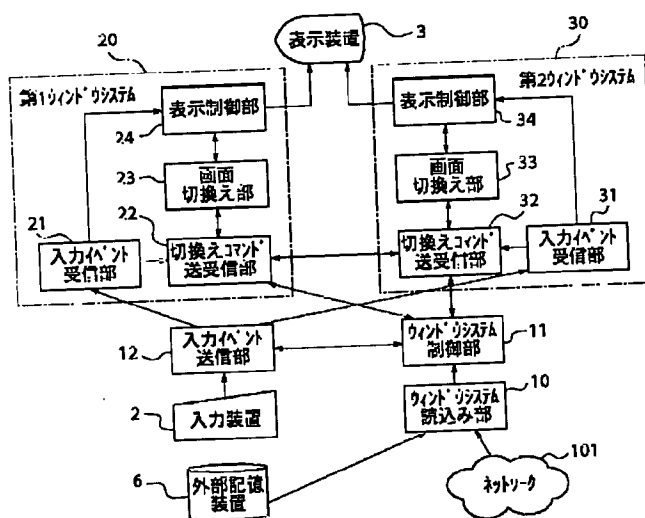 20
3
30
表示装置
第1ウィンドウシステム
第2ウィンドウシステム
表示制御部
24
表示制御部
34
23
画面
切換え部
画面
切換え部
33
21
22
32
31
入力イベント
受信部
切換えコマンド
送受信部
切換えコマンド
送受信部
入力イベント
受信部
12
入力イベント
送信部
ウィンドウシステム
制御部
11
2
入力装置
ウィンドウシステム
読込み部
10
6
外部記憶
装置
ネットワーク
101